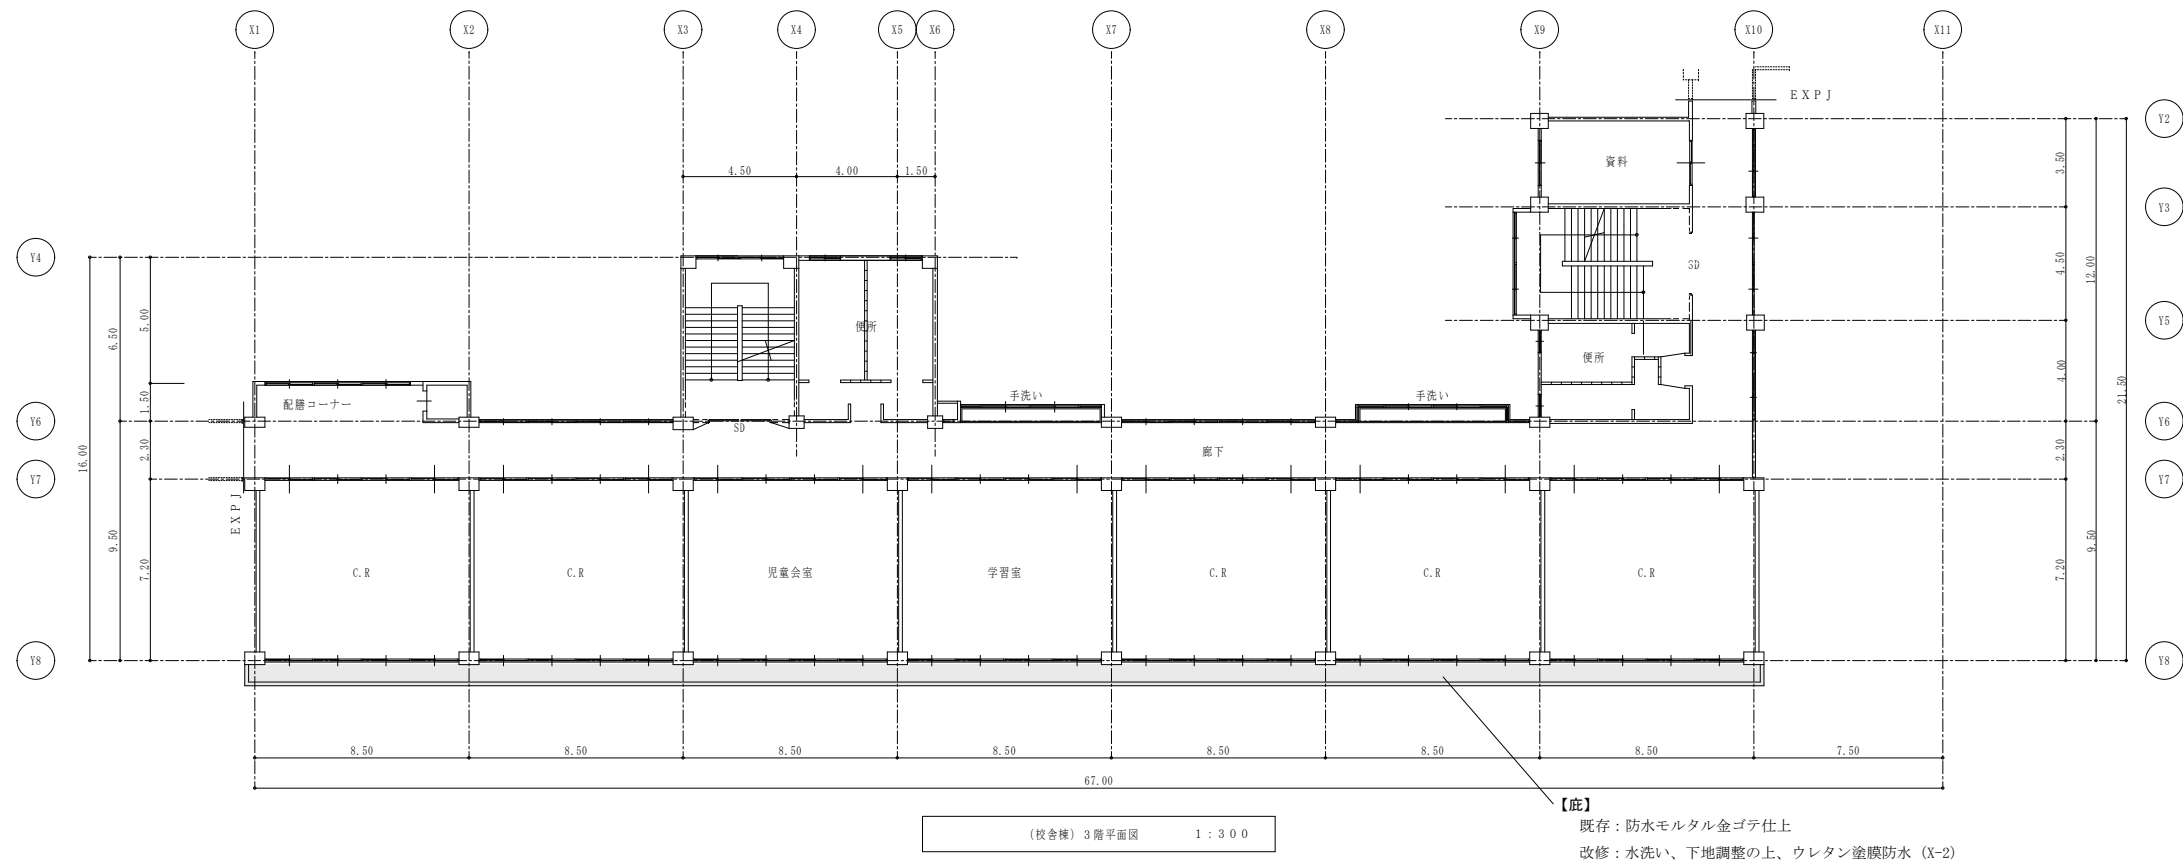 X1 X2 X3 X4 X5 X6 X7 X8 X9 X10 X11
EXPJ
Y2
3.50
資料
4.50 4.00 1.50
Y3
Y4
4.50
12.00
SD
5.00
6.50
便所
Y5
便所
4.00
21.50
配膳コーナー
手洗い
手洗い
1.50
Y6
SD
Y6
2.30
廊下
2.30
16.00
Y7
Y7
EXPJ
9.50
7.20
C.R
C.R
児童会室
学習室
C.R
C.R
C.R
7.20
9.50
Y8
Y8
8.50 8.50 8.50 8.50 8.50 8.50 8.50 7.50
67.00
【庇】
既存：防水モルタル金ゴテ仕上
改修：水洗い、下地調整の上、ウレタン塗膜防水（X-2）
（校舎棟）３階平面図 １：３００